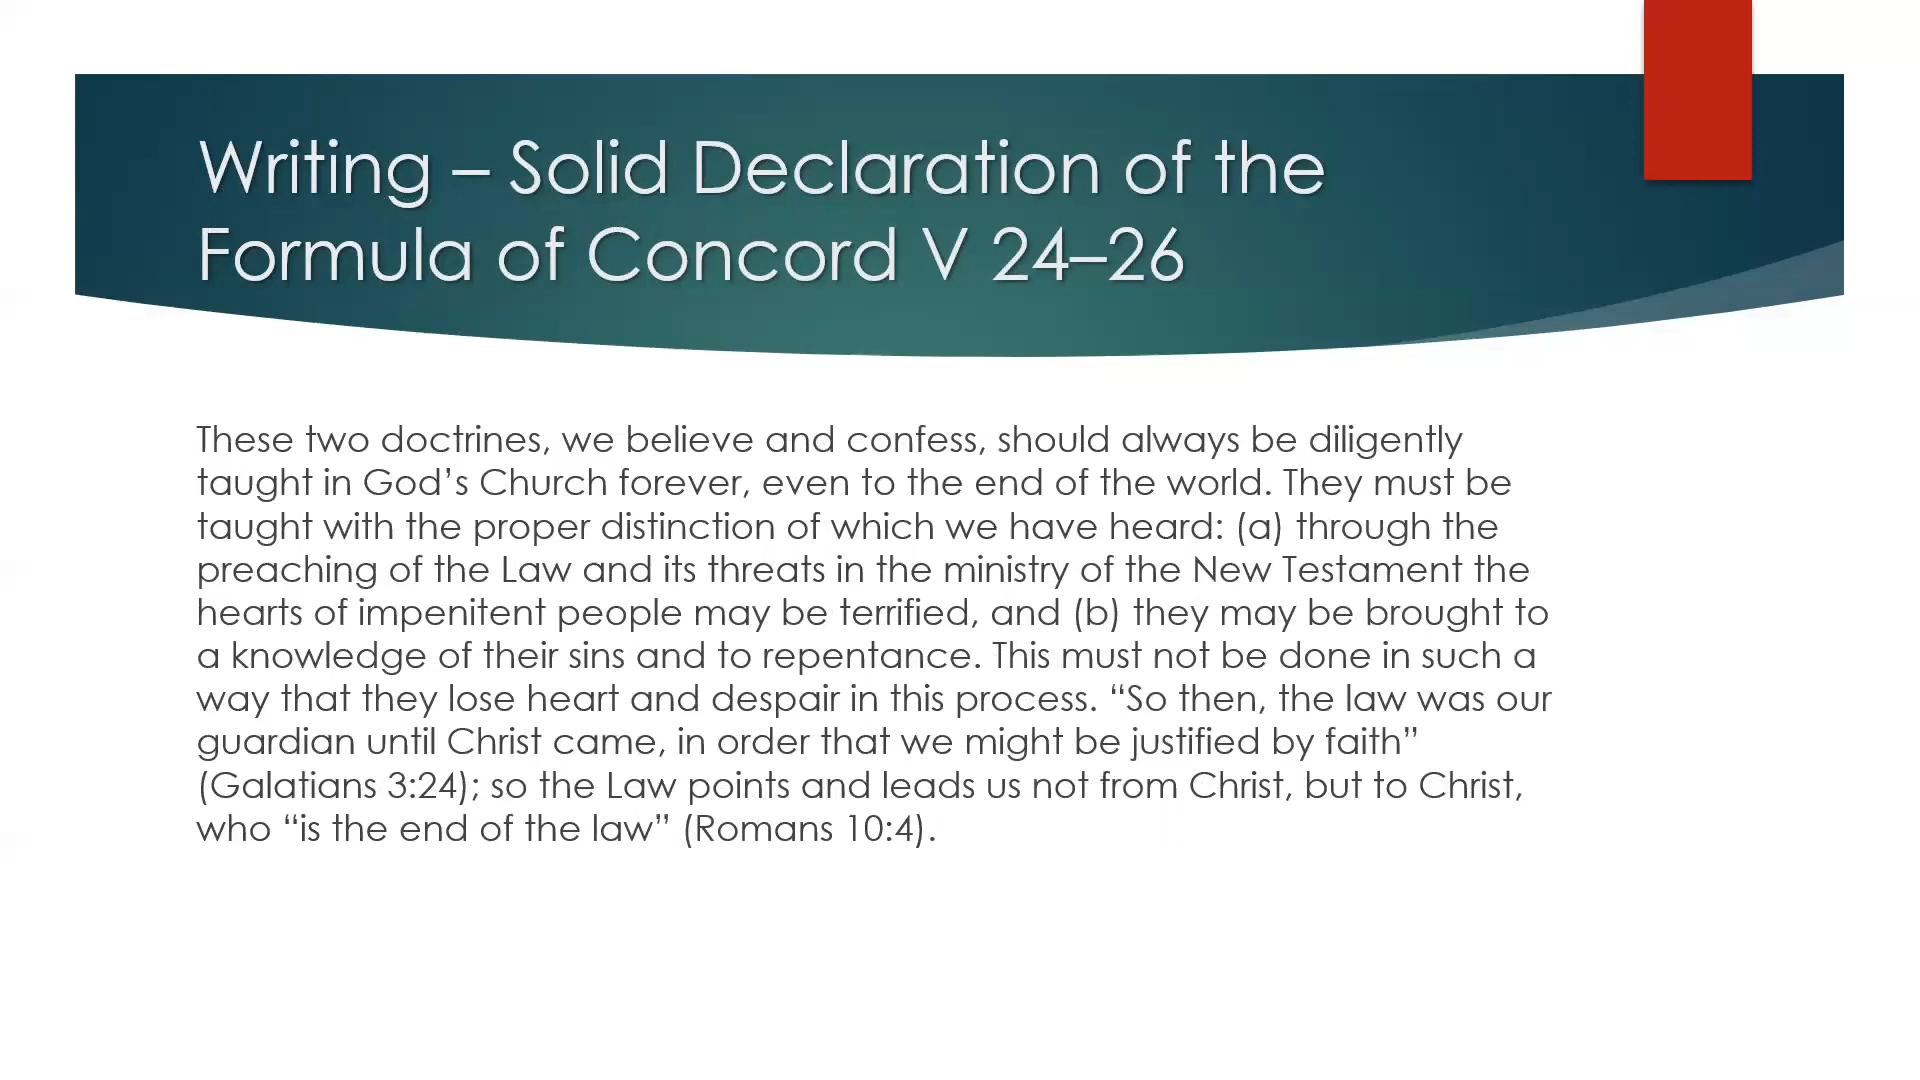 Writing – Solid Declaration of the
Formula of Concord V 24–26
These two doctrines, we believe and confess, should always be diligently
taught in God’s Church forever, even to the end of the world. They must be
taught with the proper distinction of which we have heard: (a) through the
preaching of the Law and its threats in the ministry of the New Testament the
hearts of impenitent people may be terrified, and (b) they may be brought to
a knowledge of their sins and to repentance. This must not be done in such a
way that they lose heart and despair in this process. “So then, the law was our
guardian until Christ came, in order that we might be justified by faith”
(Galatians 3:24); so the Law points and leads us not from Christ, but to Christ,
who “is the end of the law” (Romans 10:4).